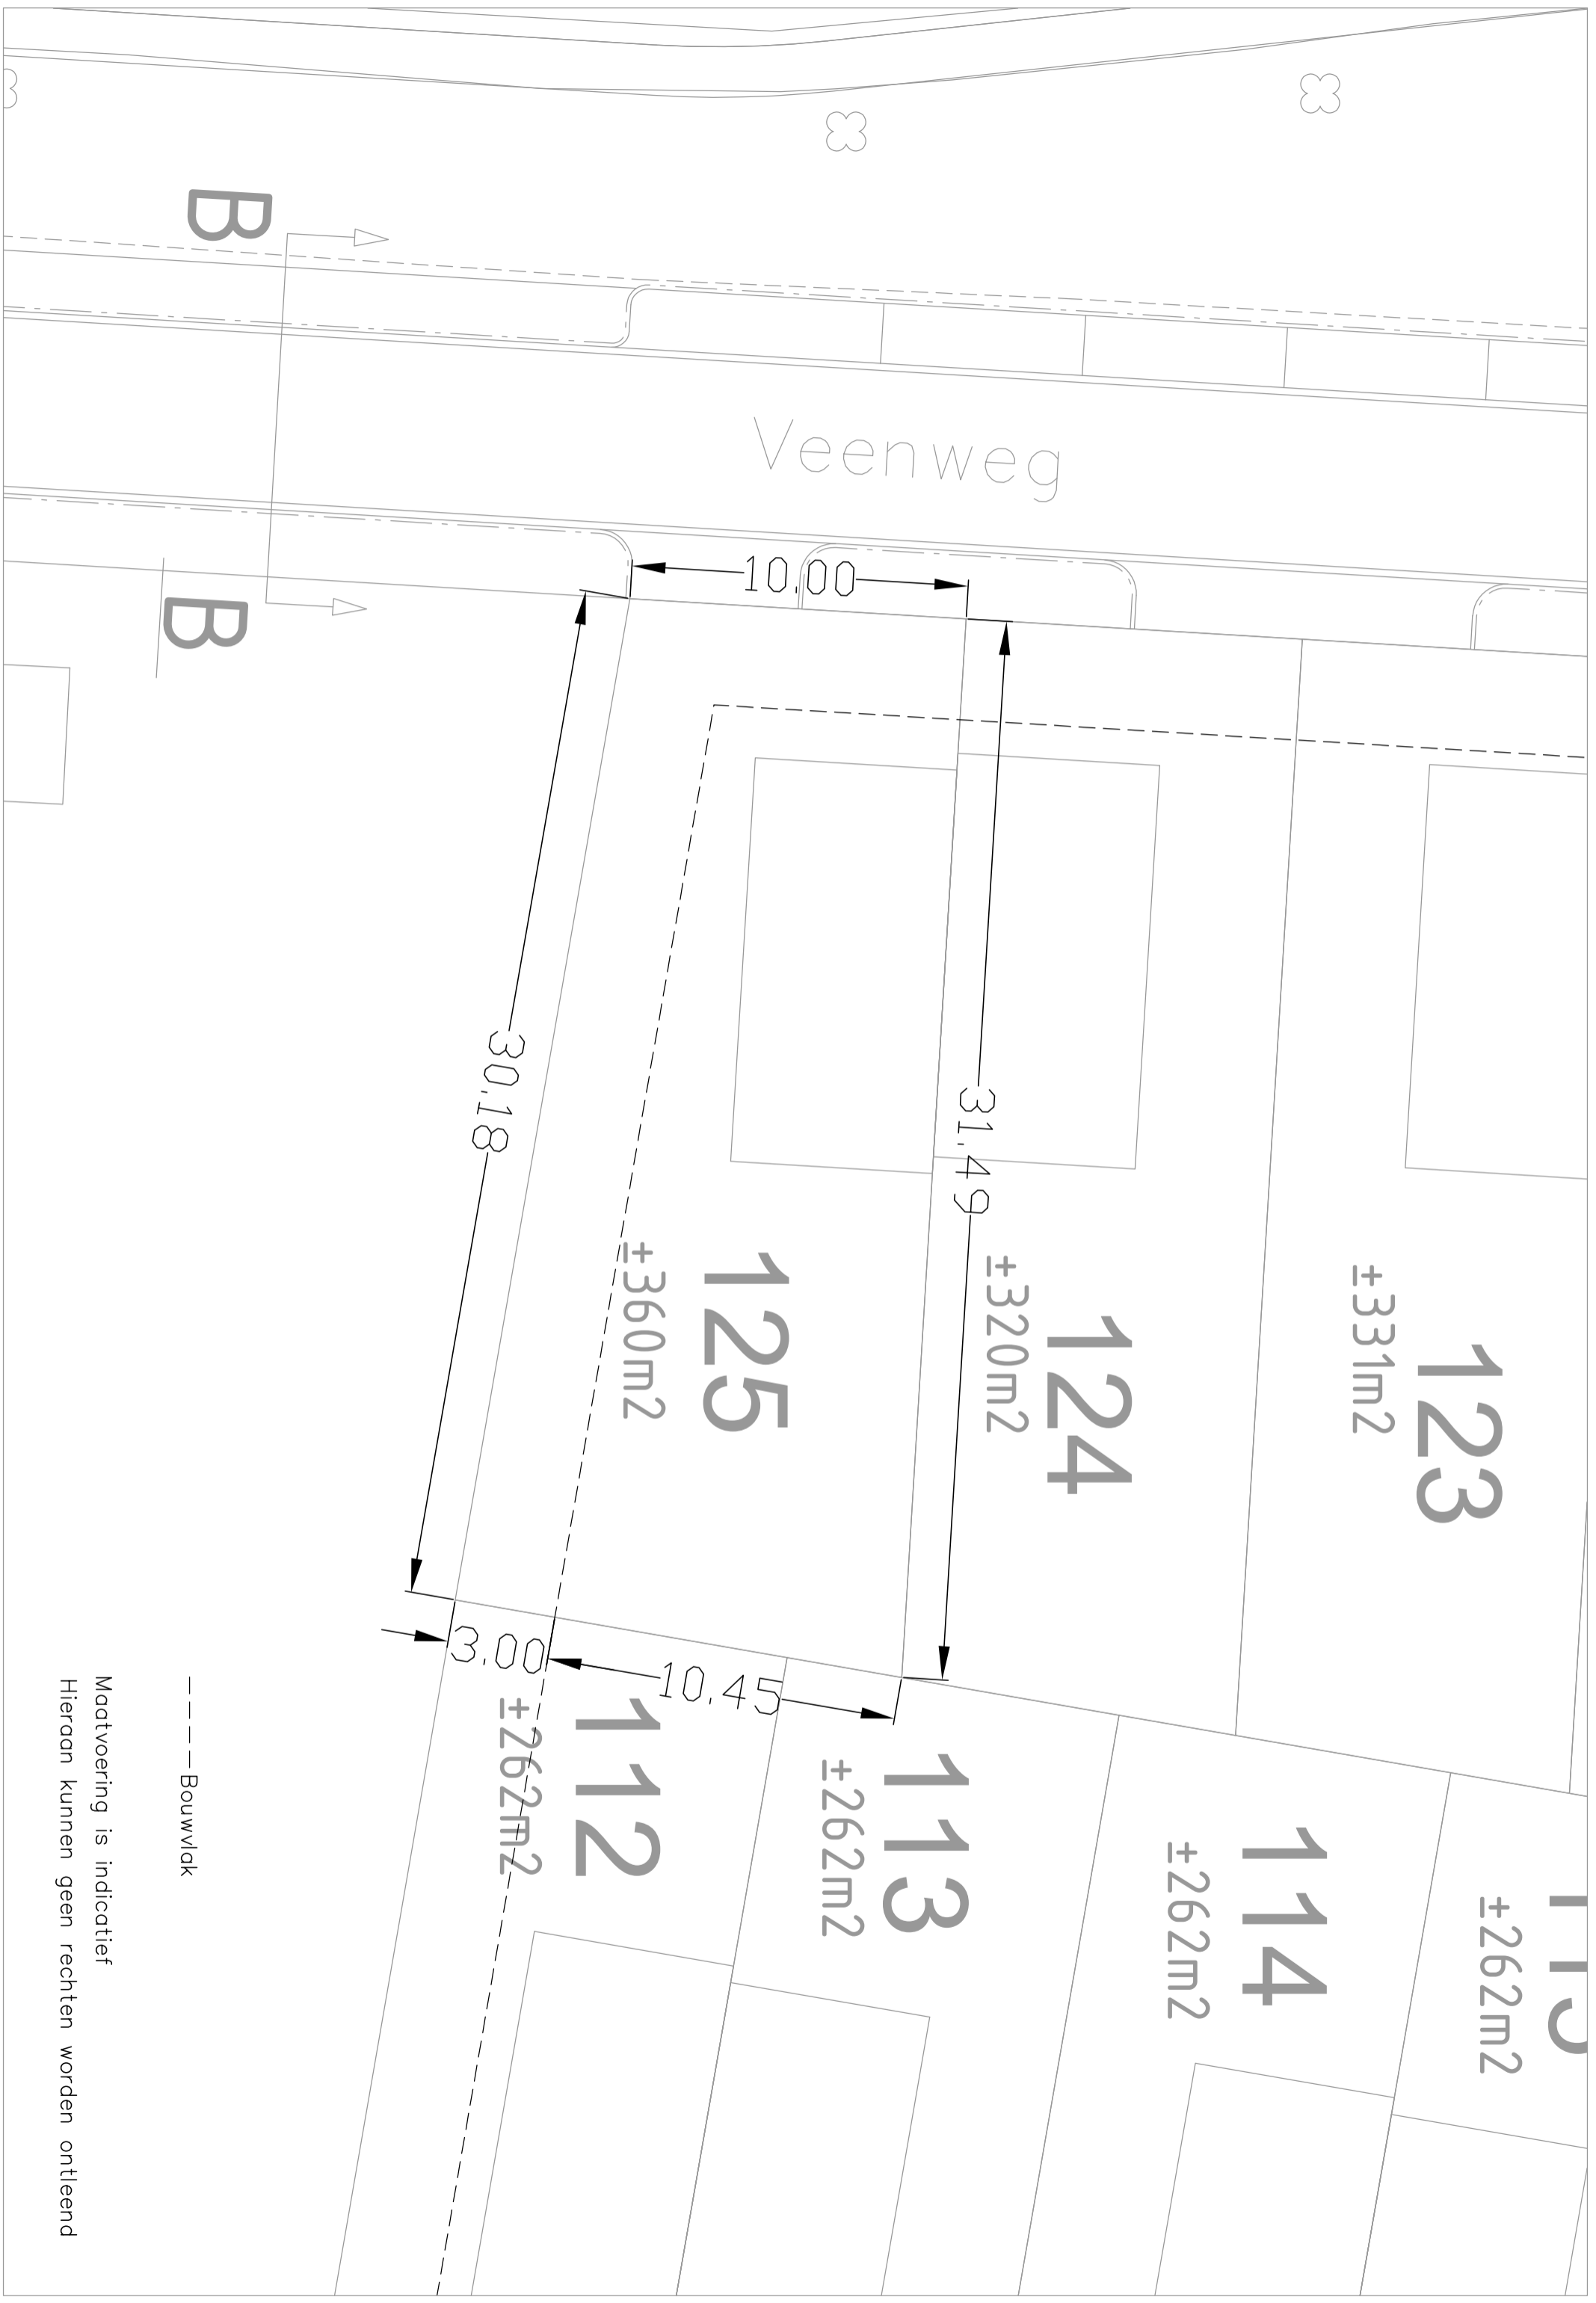 B
B
Veenweg
10.00
30.18
31.49
3.00
10.45
125
±360m2
124
±320m2
123
±331m2
112
±262m2
113
±262m2
114
±262m2
±262m2
Bouwvlak
Maatvoering is indicatief
Hieraan kunnen geen rechten worden ontleend